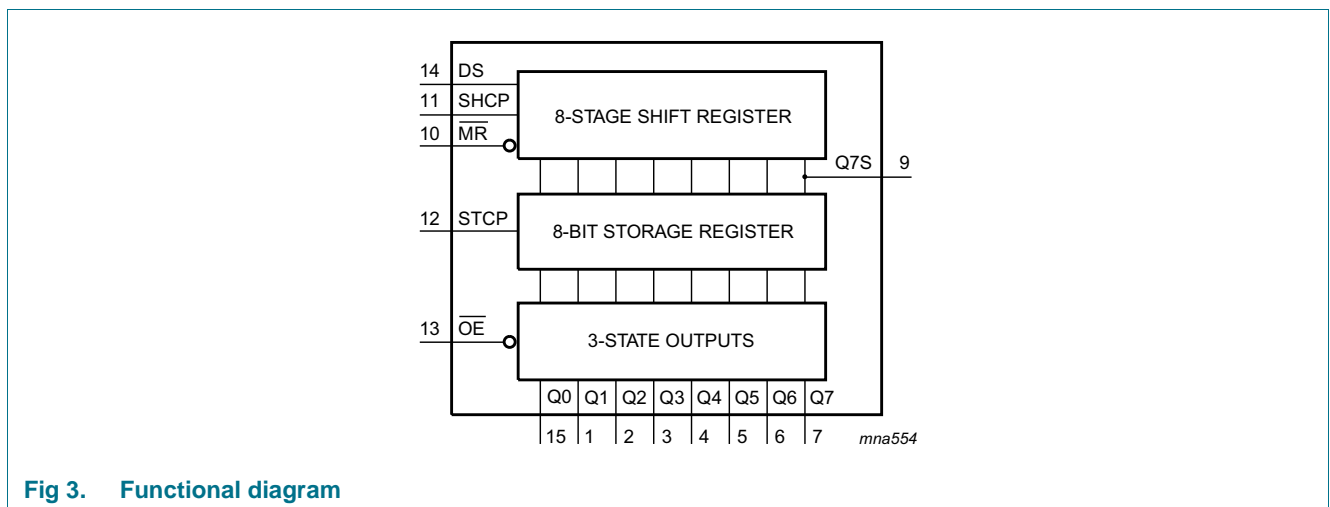 14 DS
11 SHCP
10 MR
8-STAGE SHIFT REGISTER
Q7S 9
12 STCP
8-BIT STORAGE REGISTER
13 OE
3-STATE OUTPUTS
Q0 Q1 Q2 Q3 Q4 Q5 Q6 Q7
15 1 2 3 4 5 6 7
mna554
Fig 3. Functional diagram